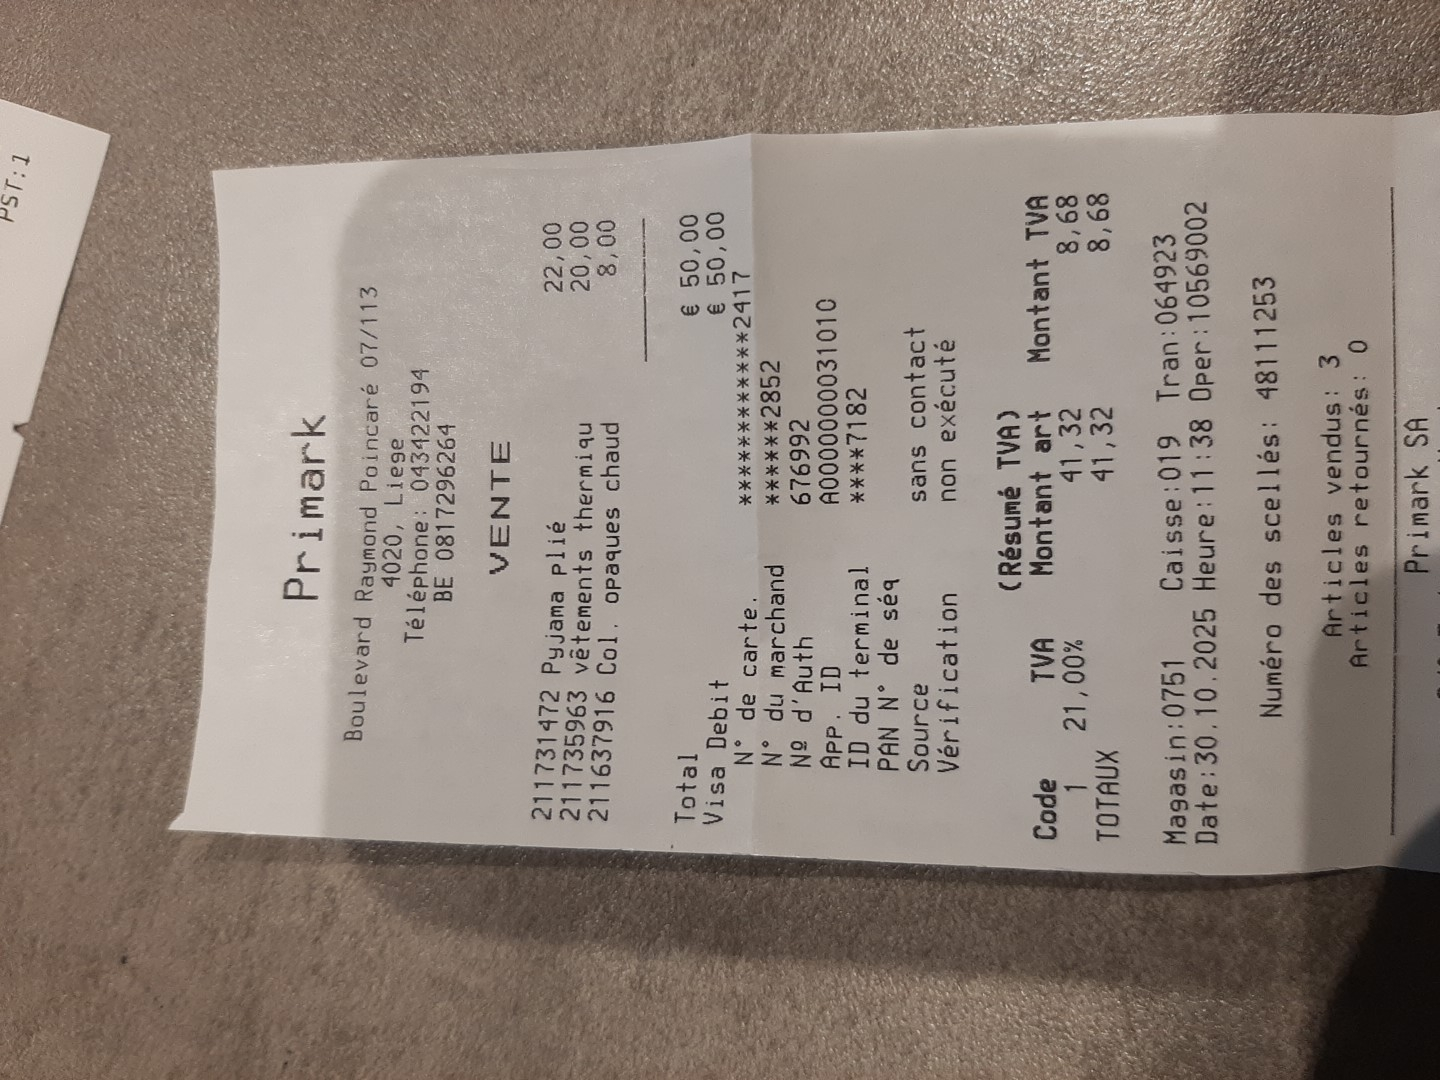 PST:1
Primark
Boulevard Raymond Poincaré 07/113
4020, Liege
Téléphone: 043422194
BE 0817296264
VENTE
2117731472 Pyjama plié 22,00
2117735963 vêtements thermiqu 20,00
2116379​16 Col. opaques chaud 8,00
Total € 50,00
Visa Debit € 50,00
N° de carte. ************2417
N° du marchand ******2852
Nº d'Auth 676992
App. ID A0000000031010
ID du terminal ****7182
PAN N° de séq
Source sans contact
Vérification non exécuté
(Résumé TVA)
Code TVA Montant art Montant TVA
1 21,00% 41,32 8,68
TOTAUX 41,32 8,68
Magasin:0751 Caisse:019 Tran:064923
Date:30.10.2025 Heure:11:38 Oper:10569002
Numéro des scellés: 48111253
Articles vendus: 3
Articles retournés: 0
Primark SA